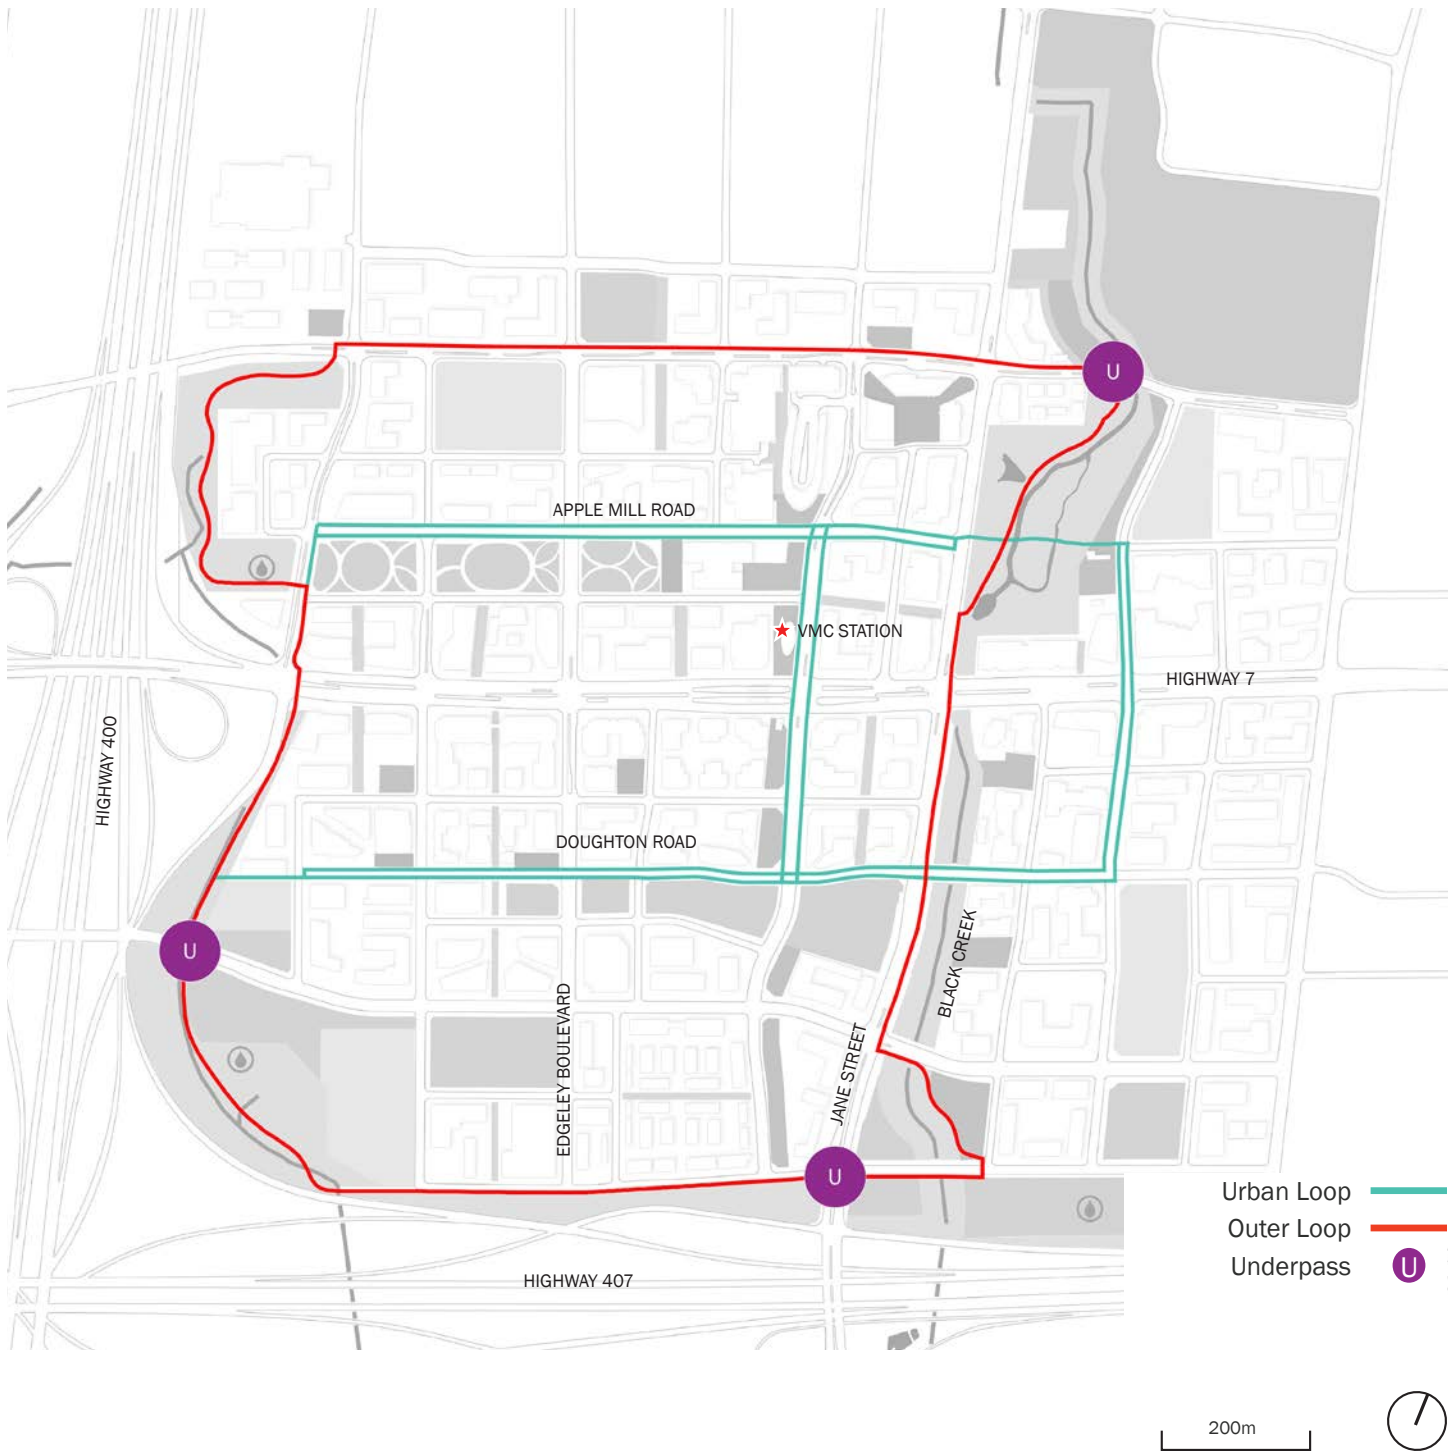 U
APPLE MILL ROAD
VMC STATION
HIGHWAY 7
HIGHWAY 400
DOUGHTON ROAD
BLACK CREEK
U
EDGELEY BOULEVARD
JANE STREET
U
Urban Loop
Outer Loop
Underpass U
HIGHWAY 407
200m